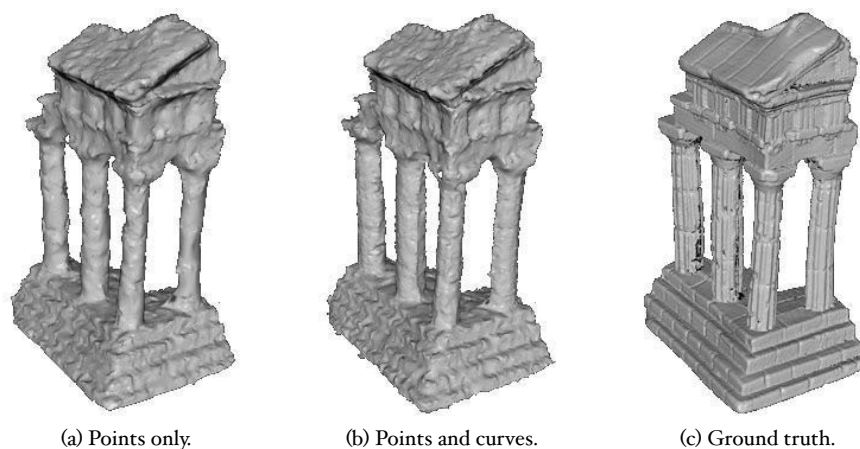 (a) Points only.
(b) Points and curves.
(c) Ground truth.